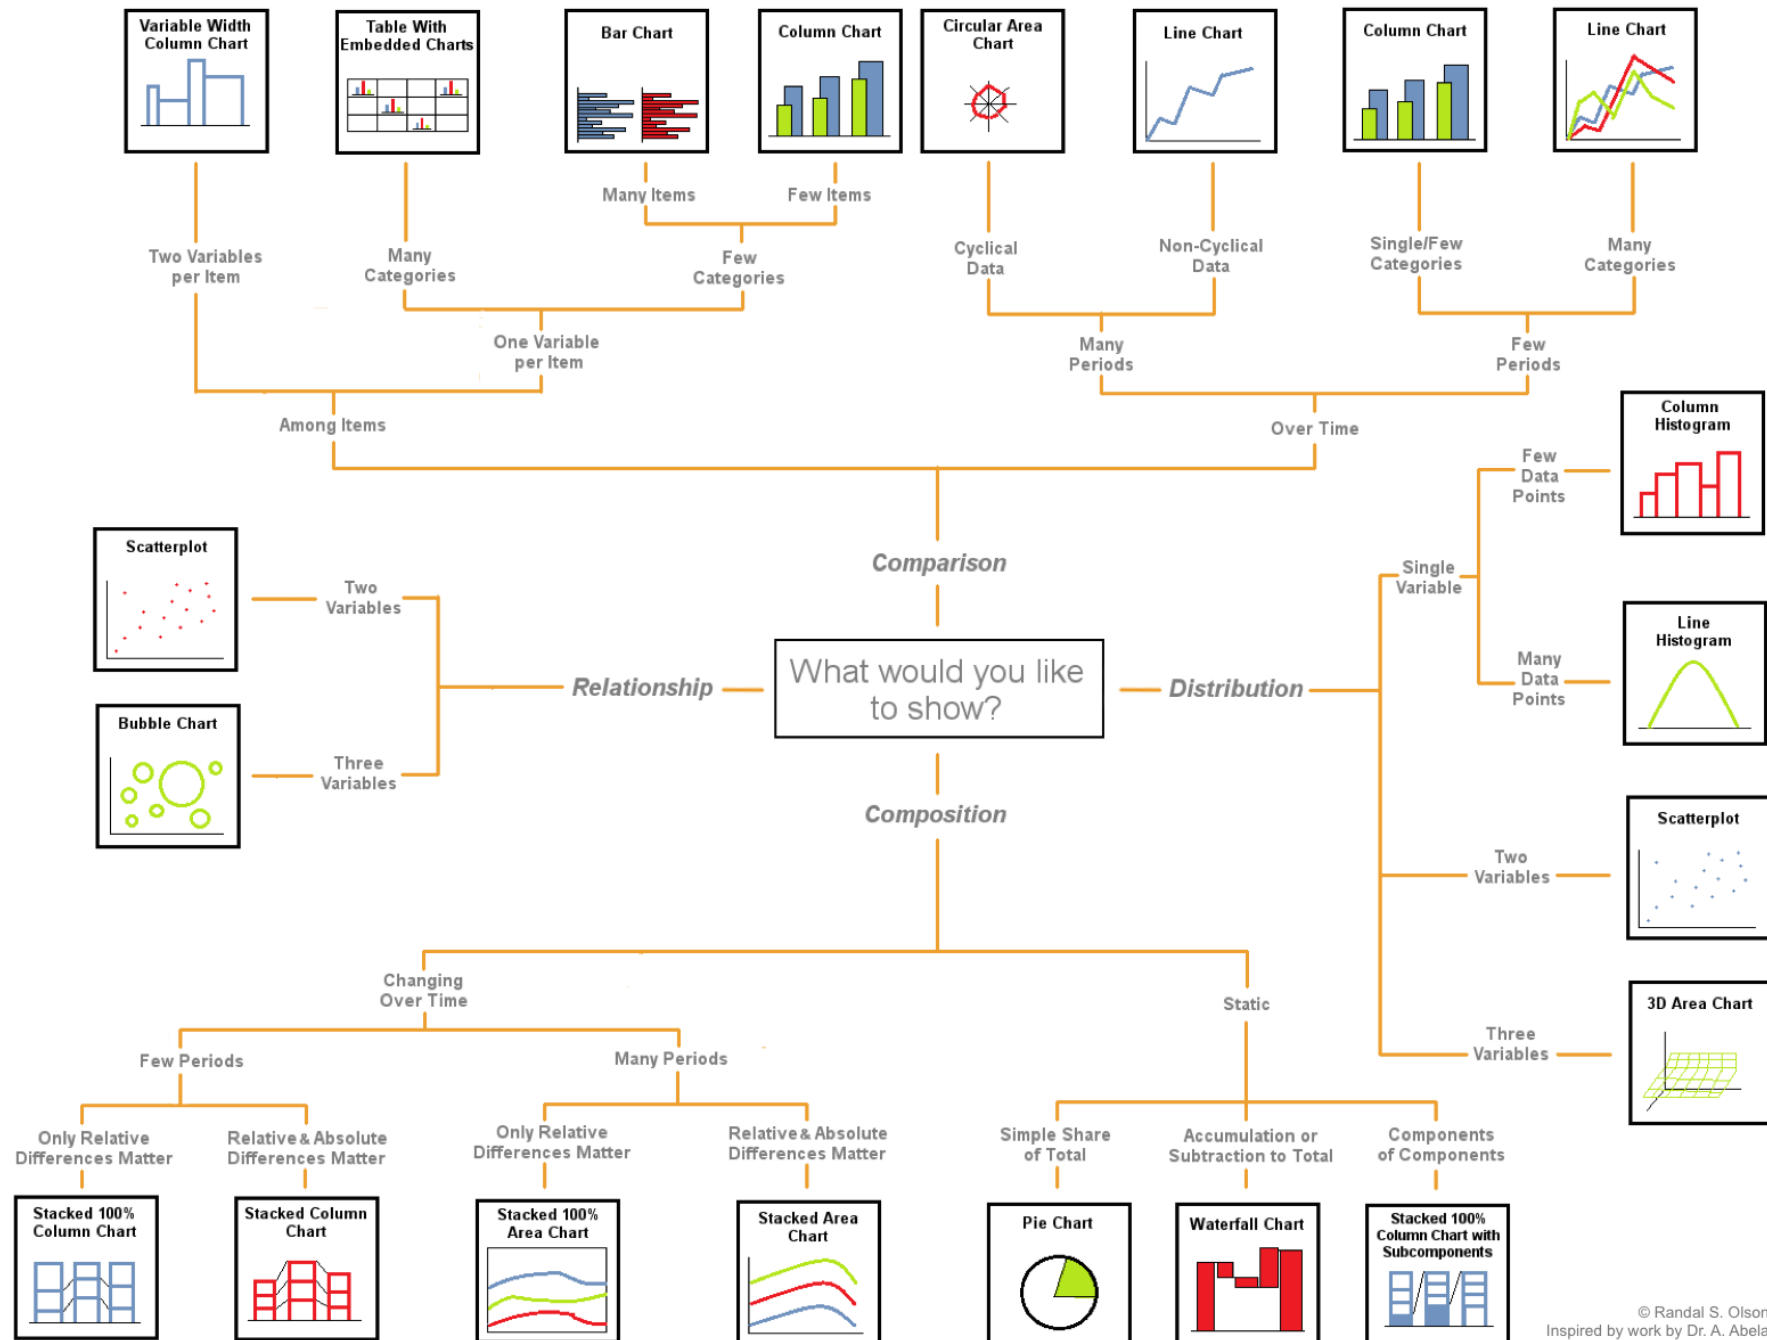 Variable Width
Column Chart
Table With
Embedded Charts
Bar Chart
Column Chart
Circular Area
Chart
Line Chart
Column Chart
Line Chart
Many Items
Few Items
Two Variables
per Item
Many
Categories
Few
Categories
Cyclical
Data
Non-Cyclical
Data
Single/Few
Categories
Many
Categories
One Variable
per Item
Many
Periods
Few
Periods
Among Items
Over Time
Column
Histogram
Few
Data
Points
Comparison
Scatterplot
Two
Variables
Single
Variable
Line
Histogram
Many
Data
Points
What would you like
to show?
Relationship
Distribution
Bubble Chart
Three
Variables
Composition
Scatterplot
Two
Variables
Changing
Over Time
Static
3D Area Chart
Three
Variables
Few Periods
Many Periods
Only Relative
Differences Matter
Relative & Absolute
Differences Matter
Only Relative
Differences Matter
Relative & Absolute
Differences Matter
Simple Share
of Total
Accumulation or
Subtraction to Total
Components
of Components
Stacked 100%
Column Chart
Stacked Column
Chart
Stacked 100%
Area Chart
Stacked Area
Chart
Pie Chart
Waterfall Chart
Stacked 100%
Column Chart with
Subcomponents
© Randal S. Olson
Inspired by work by Dr. A. Abela